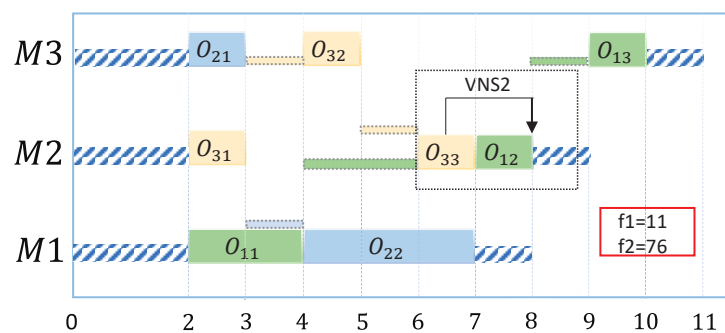 M3 O21 O32 O13
VNS2
M2 O31 O33 O12
M1 O11 O22
f1=11
f2=76
0 2 3 4 5 6 7 8 9 10 11